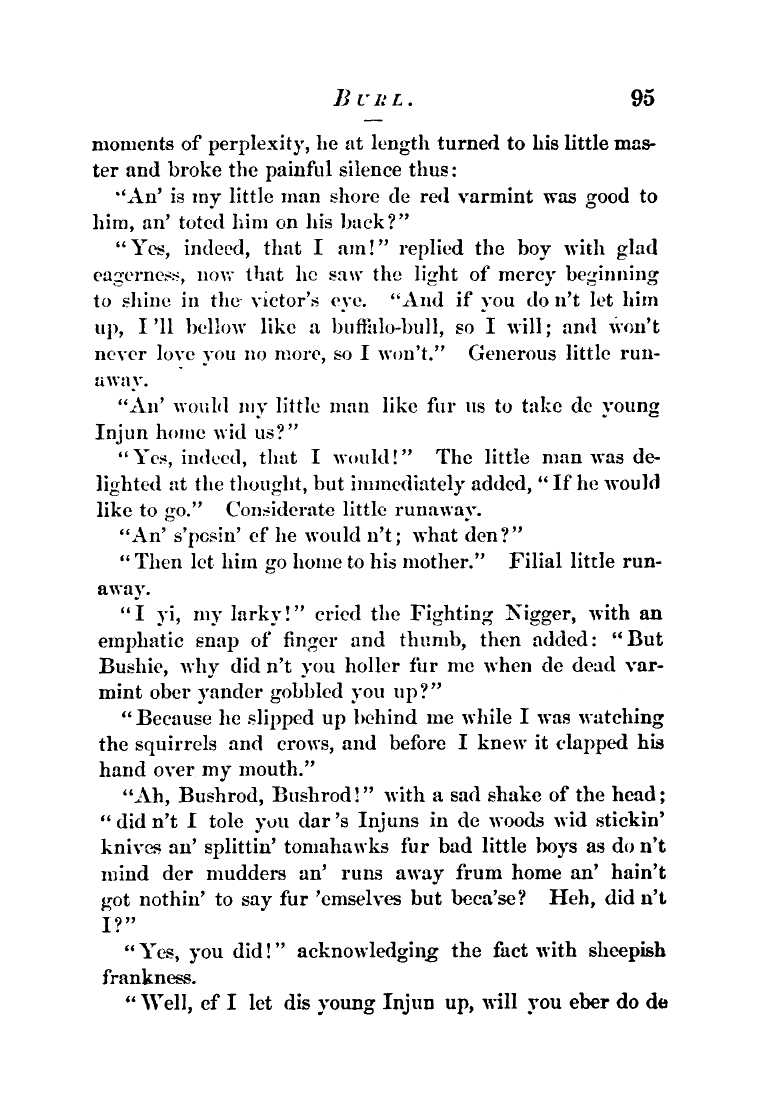 BURL. 95
moments of perplexity, he at length turned to his little mas-
ter and broke the painful silence thus:
"An' is my little man shore de red varmint was good to
him, an' toted him on his back?"
"Yes, indeed, that I am!" replied the boy with glad
eagerness, now that he saw the light of mercy beginning
to shine in the victor's eye. "And if you do n't let him
up, I 'll bellow like a buffalo-bull, so I will; and won't
never love you no more, so I won't." Generous little run-
away.
"An' would my little man like fur us to take de young
Injun home wid us?"
"Yes, indeed, that I would!" The little man was de-
lighted at the thought, but immediately added, "If he would
like to go." Considerate little runaway.
"An' s'posin' ef he would n't; what den?"
"Then let him go home to his mother." Filial little run-
away.
"I yi, my larky!" cried the Fighting Nigger, with an
emphatic snap of finger and thumb, then added: "But
Bushie, why did n't you holler fur me when de dead var-
mint ober yander gobbled you up?"
"Because he slipped up behind me while I was watching
the squirrels and crows, and before I knew it clapped his
hand over my mouth."
"Ah, Bushrod, Bushrod!" with a sad shake of the head;
"did n't I tole you dar 's Injuns in de woods wid stickin'
knives an' splittin' tomahawks fur bad little boys as do n't
mind der mudders an' runs away frum home an' hain't
got nothin' to say fur 'emselves but beca'se? Heh, did n't
I?"
"Yes, you did!" acknowledging the fact with sheepish
frankness.
"Well, ef I let dis young Injun up, will you eber do de